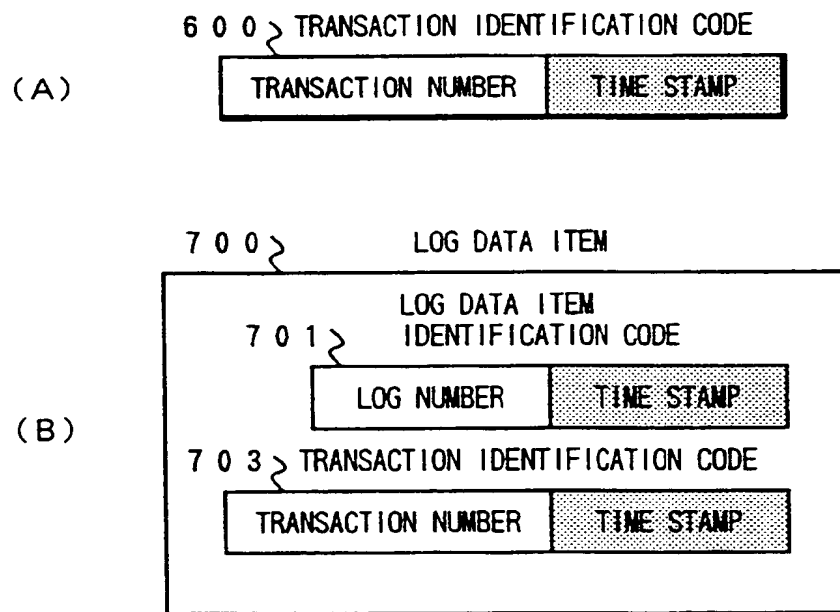 600 TRANSACTION IDENTIFICATION CODE
(A) TRANSACTION NUMBER TIME STAMP
700 LOG DATA ITEM
LOG DATA ITEM
701 IDENTIFICATION CODE
LOG NUMBER TIME STAMP
(B)
703 TRANSACTION IDENTIFICATION CODE
TRANSACTION NUMBER TIME STAMP